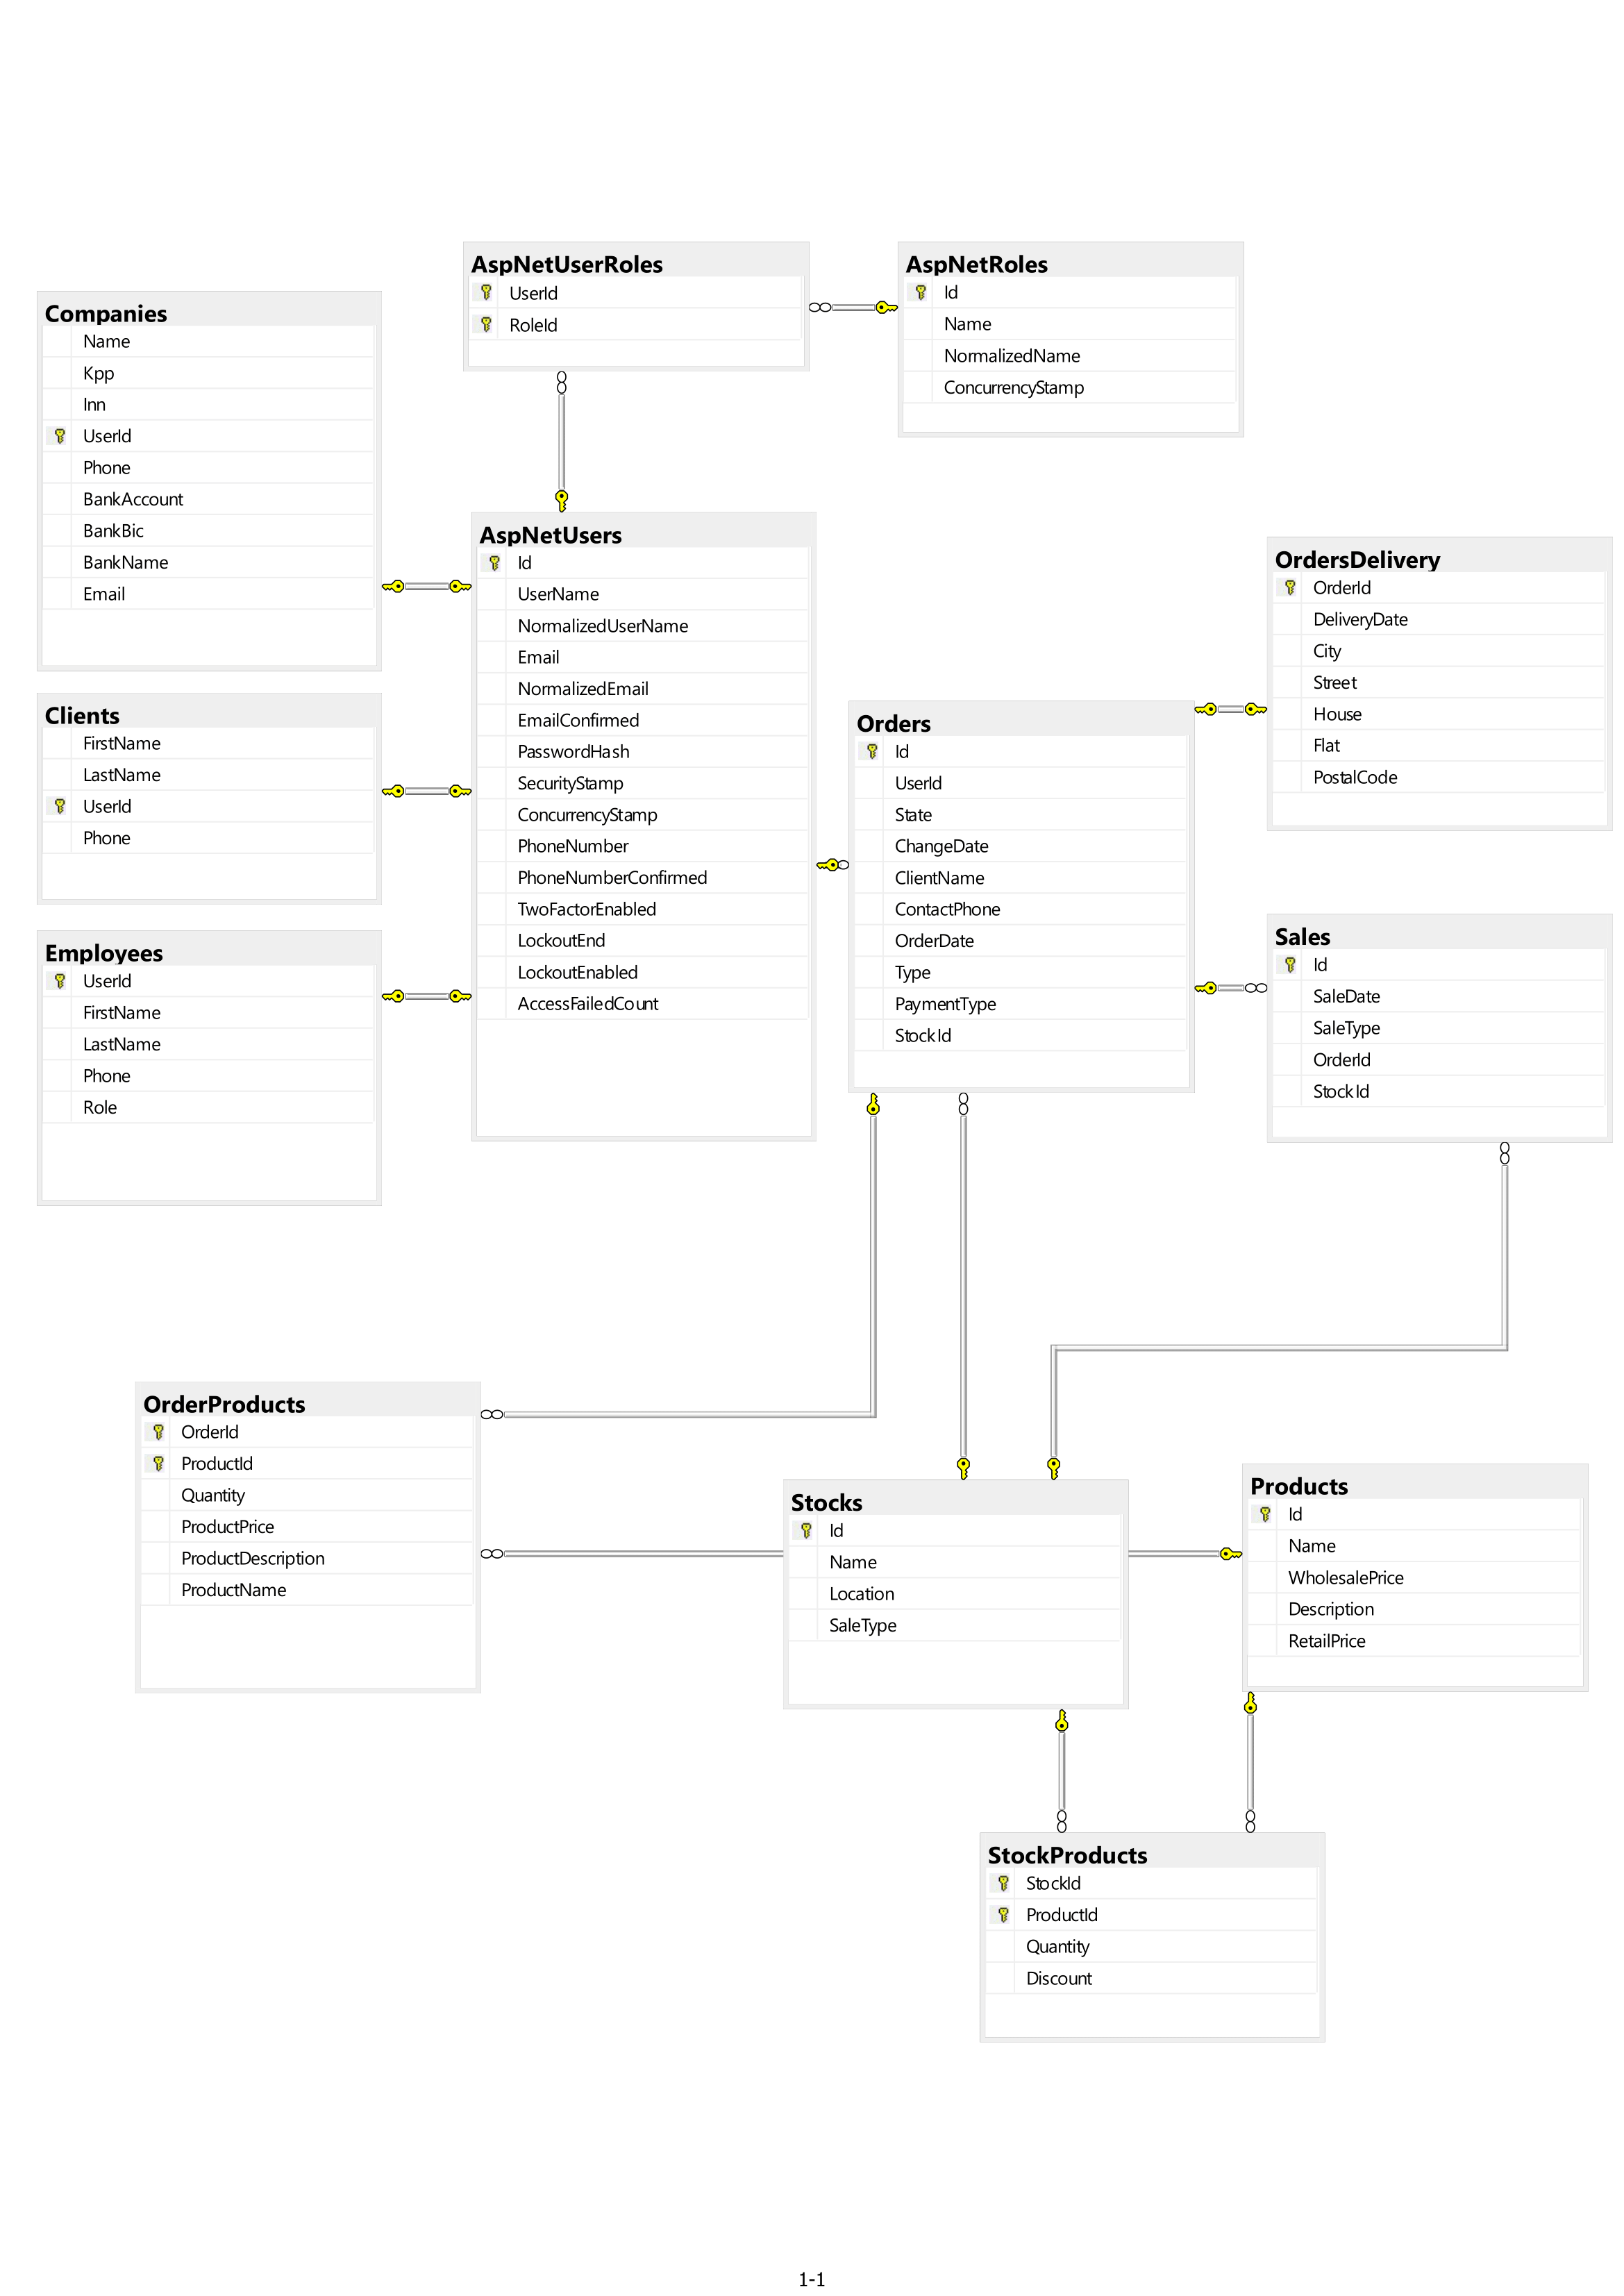 AspNetUserRoles
UserId
RoleId
AspNetRoles
Id
Name
NormalizedName
ConcurrencyStamp
Companies
Name
Kpp
Inn
UserId
Phone
BankAccount
BankBic
BankName
Email
AspNetUsers
Id
UserName
NormalizedUserName
Email
NormalizedEmail
EmailConfirmed
PasswordHash
SecurityStamp
ConcurrencyStamp
PhoneNumber
PhoneNumberConfirmed
TwoFactorEnabled
LockoutEnd
LockoutEnabled
AccessFailedCount
OrdersDelivery
OrderId
DeliveryDate
City
Street
House
Flat
PostalCode
Clients
FirstName
LastName
UserId
Phone
Orders
Id
UserId
State
ChangeDate
ClientName
ContactPhone
OrderDate
Type
PaymentType
StockId
Employees
UserId
FirstName
LastName
Phone
Role
Sales
Id
SaleDate
SaleType
OrderId
StockId
OrderProducts
OrderId
ProductId
Quantity
ProductPrice
ProductDescription
ProductName
Stocks
Id
Name
Location
SaleType
Products
Id
Name
WholesalePrice
Description
RetailPrice
StockProducts
StockId
ProductId
Quantity
Discount
1-1